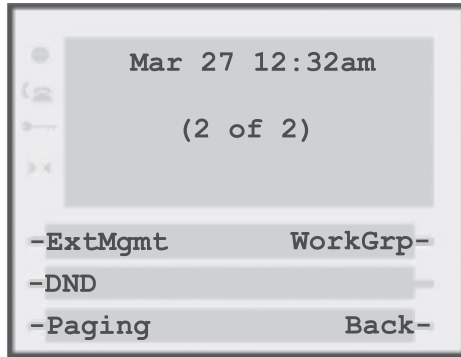 Mar 27 12:32am
(2 of 2)
-ExtMgmt WorkGrp-
-DND
-Paging Back-